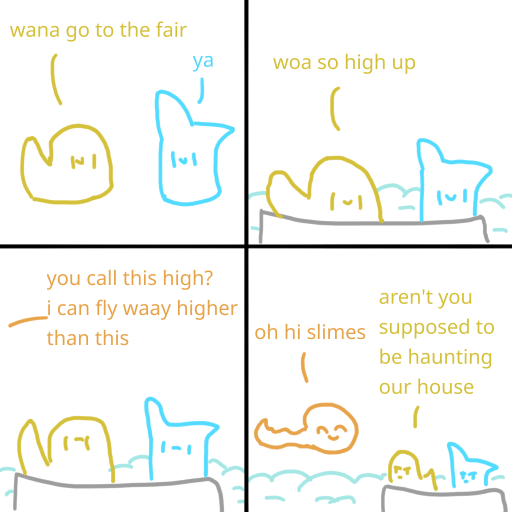 wana go to the fair
ya
woa so high up
you call this high?
i can fly waay higher
than this
oh hi slimes
aren't you
supposed to
be haunting
our house